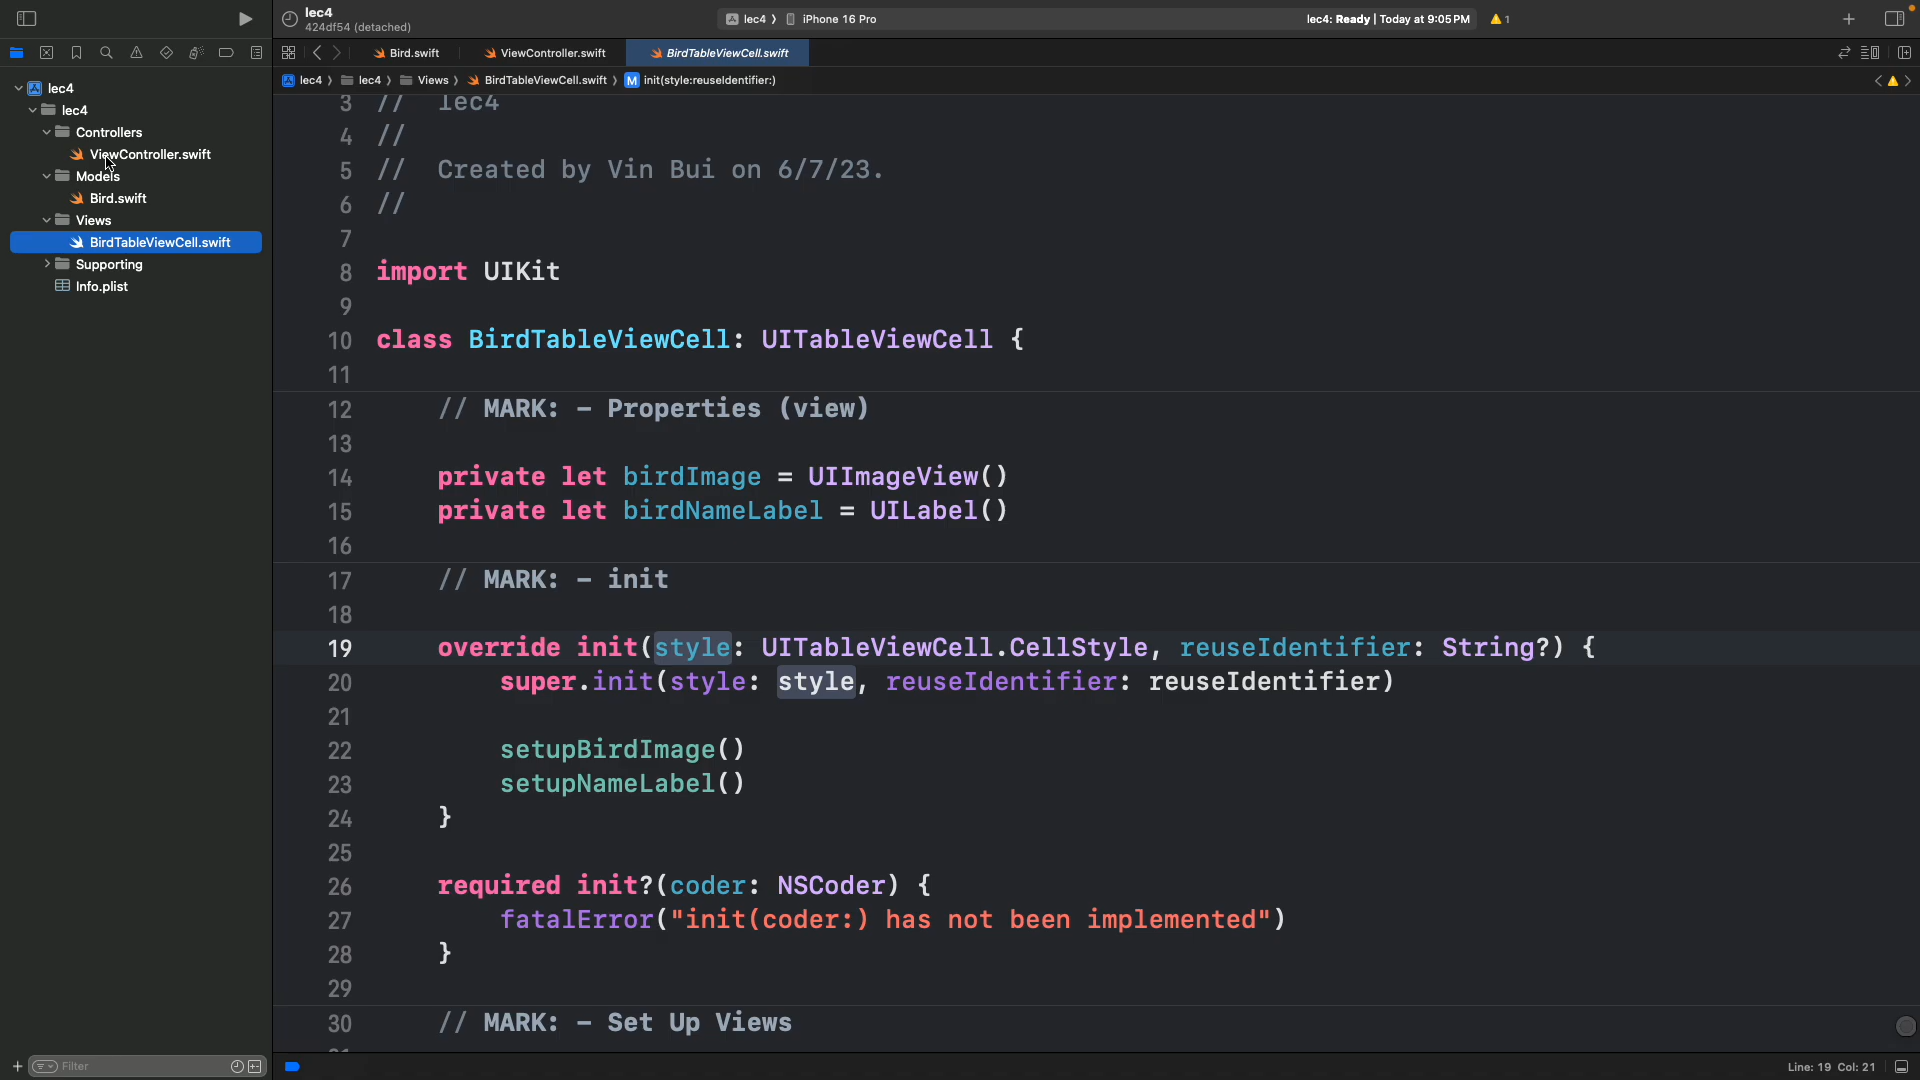 lec4
424df54 (detached)
lec4 › iPhone 16 Pro
lec4: Ready | Today at 9:05 PM
1
Bird.swift
ViewController.swift
BirdTableViewCell.swift
lec4 › lec4 › Views › BirdTableViewCell.swift › M init(style:reuseIdentifier:)
lec4
lec4
Controllers
ViewController.swift
Models
Bird.swift
Views
BirdTableViewCell.swift
Supporting
Info.plist
3 // lec4
4 //
5 // Created by Vin Bui on 6/7/23.
6 //
7
8 import UIKit
9
10 class BirdTableViewCell: UITableViewCell {
11
12 // MARK: - Properties (view)
13
14 private let birdImage = UIImageView()
15 private let birdNameLabel = UILabel()
16
17 // MARK: - init
18
19 override init(style: UITableViewCell.CellStyle, reuseIdentifier: String?) {
20 super.init(style: style, reuseIdentifier: reuseIdentifier)
21
22 setupBirdImage()
23 setupNameLabel()
24 }
25
26 required init?(coder: NSCoder) {
27 fatalError("init(coder:) has not been implemented")
28 }
29
30 // MARK: - Set Up Views
Filter
Line: 19 Col: 21